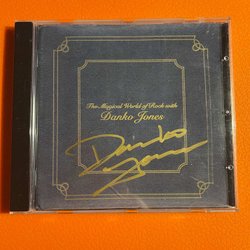 The Magical World of Rock with
Danko Jones
Danko
Jones